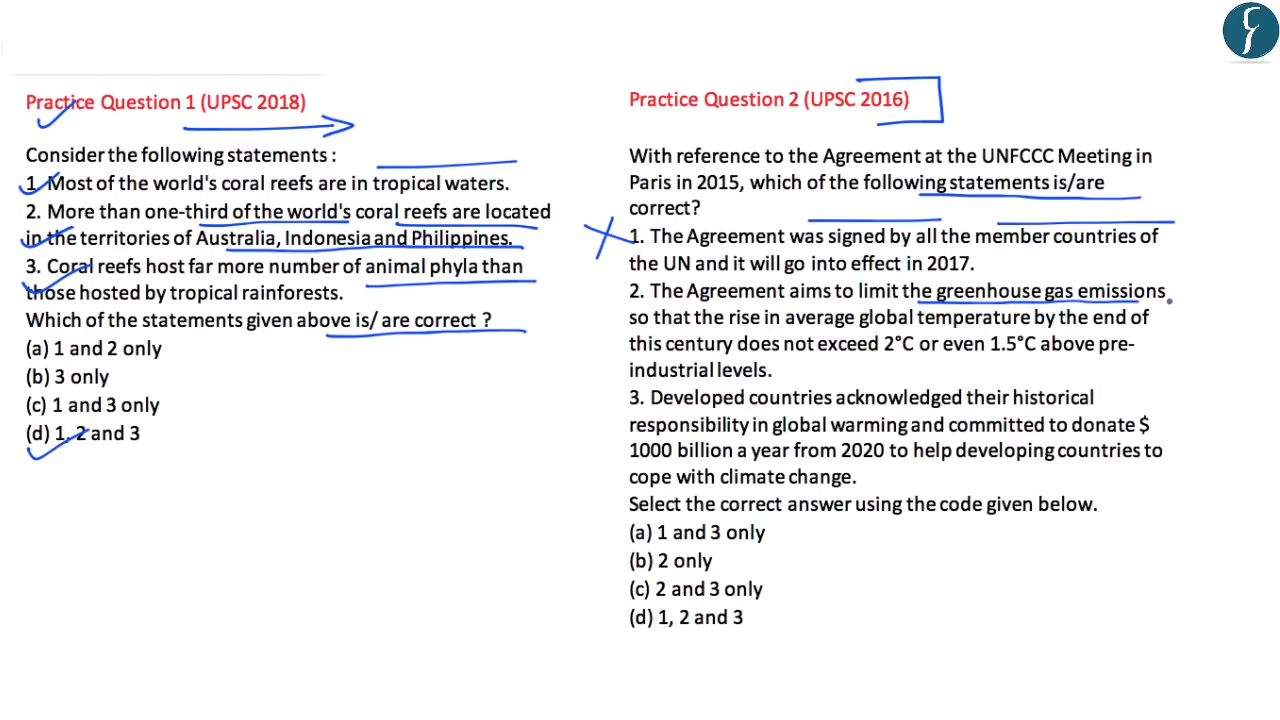 Practice Question 1 (UPSC 2018)
Consider the following statements :
1. Most of the world's coral reefs are in tropical waters.
2. More than one-third of the world's coral reefs are located
in the territories of Australia, Indonesia and Philippines.
3. Coral reefs host far more number of animal phyla than
those hosted by tropical rainforests.
Which of the statements given above is/ are correct ?
(a) 1 and 2 only
(b) 3 only
(c) 1 and 3 only
(d) 1, 2 and 3
Practice Question 2 (UPSC 2016)
With reference to the Agreement at the UNFCCC Meeting in
Paris in 2015, which of the following statements is/are
correct?
1. The Agreement was signed by all the member countries of
the UN and it will go into effect in 2017.
2. The Agreement aims to limit the greenhouse gas emissions
so that the rise in average global temperature by the end of
this century does not exceed 2°C or even 1.5°C above pre-
industrial levels.
3. Developed countries acknowledged their historical
responsibility in global warming and committed to donate $
1000 billion a year from 2020 to help developing countries to
cope with climate change.
Select the correct answer using the code given below.
(a) 1 and 3 only
(b) 2 only
(c) 2 and 3 only
(d) 1, 2 and 3